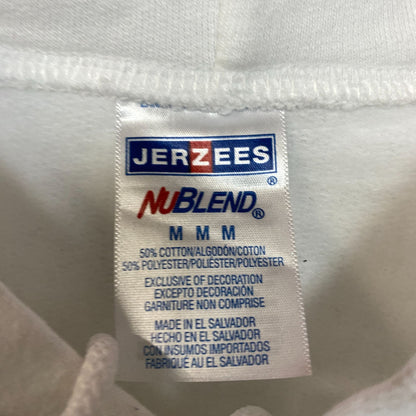 JERZEES
®
NUBLEND®
M M M
50% COTTON/ALGODÓN/COTON
50% POLYESTER/POLIÉSTER/POLYESTER
EXCLUSIVE OF DECORATION
EXCEPTO DECORACIÓN
GARNITURE NON COMPRISE
MADE IN EL SALVADOR
HECHO EN EL SALVADOR
CON INSUMOS IMPORTADOS
FABRIQUÉ AU EL SALVADOR